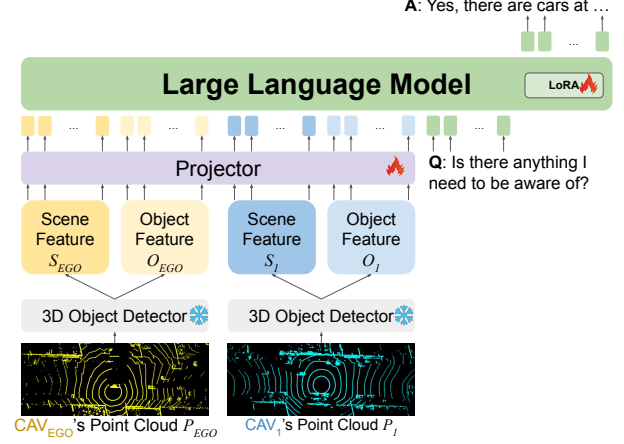 A: Yes, there are cars at ...
...
Large Language Model
LoRA
... ... ... ... ...
Projector
Q: Is there anything I
need to be aware of?
Scene
Feature
S_EGO
Object
Feature
O_EGO
Scene
Feature
S_1
Object
Feature
O_1
3D Object Detector
3D Object Detector
CAV_EGO's Point Cloud P_EGO
CAV_1's Point Cloud P_1